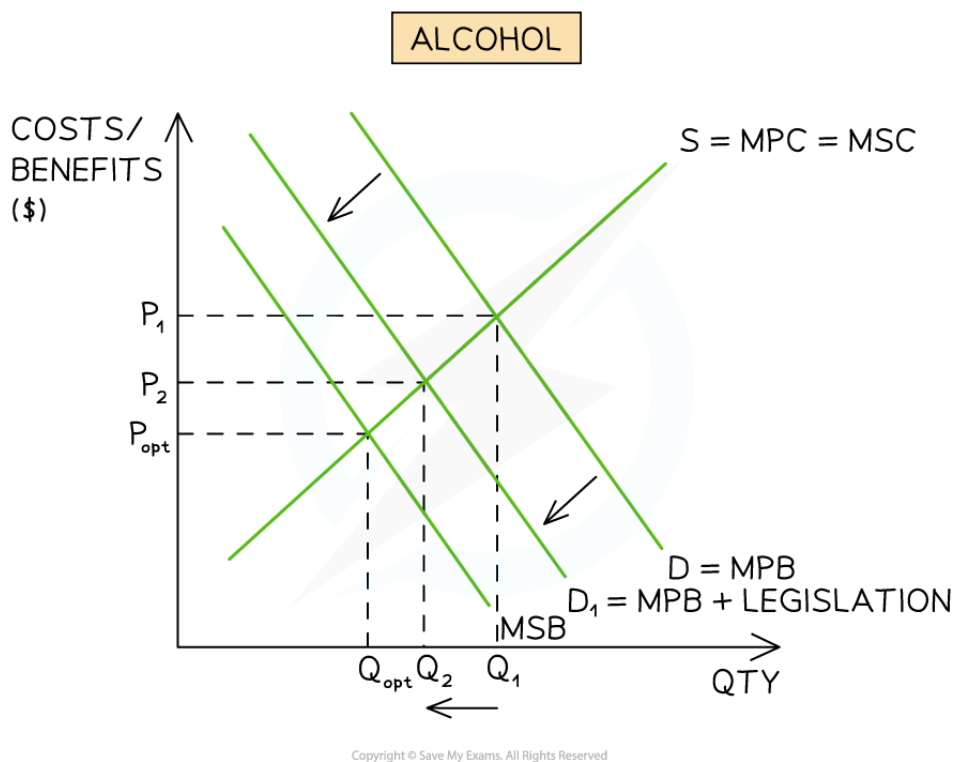 ALCOHOL
COSTS/
BENEFITS
($)
S = MPC = MSC
P₁
P₂
Popt
D = MPB
D₁ = MPB + LEGISLATION
MSB
Qopt Q₂ Q₁
QTY
Copyright © Save My Exams. All Rights Reserved